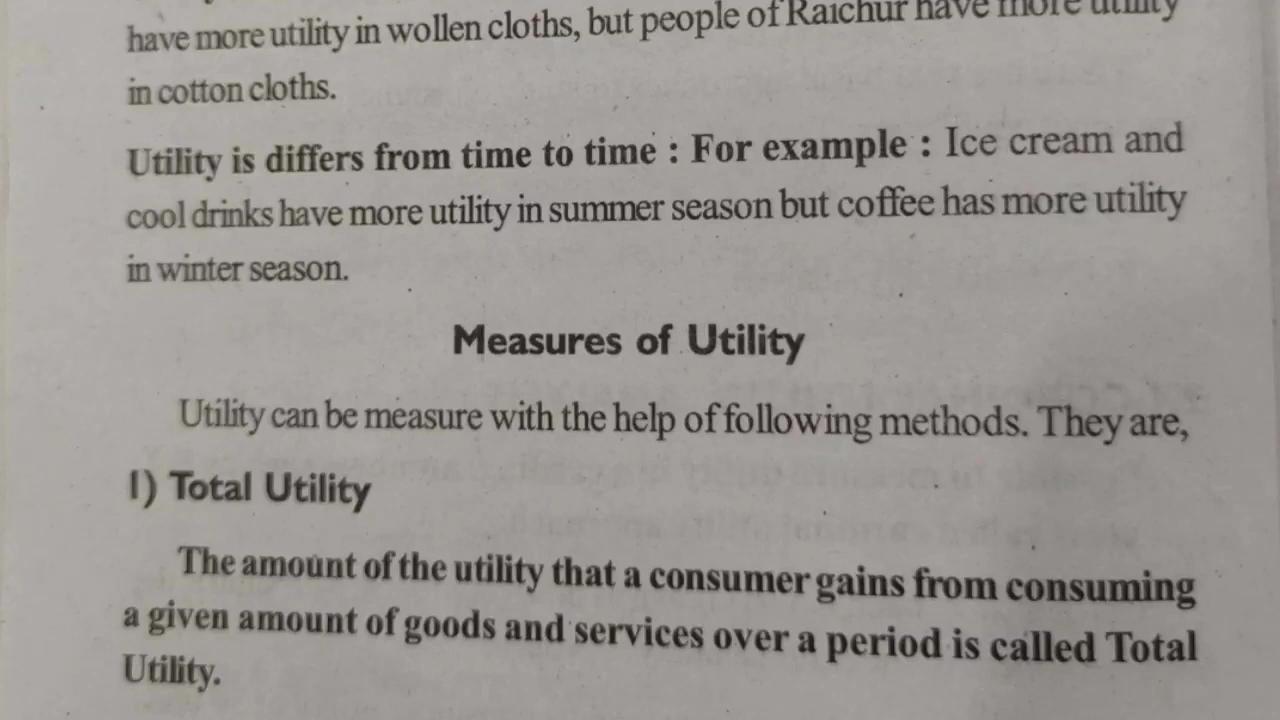 have more utility in wollen cloths, but people of Raichur have more utility
in cotton cloths.
Utility is differs from time to time : For example : Ice cream and
cool drinks have more utility in summer season but coffee has more utility
in winter season.
Measures of Utility
Utility can be measure with the help of following methods. They are,
I) Total Utility
The amount of the utility that a consumer gains from consuming
a given amount of goods and services over a period is called Total
Utility.